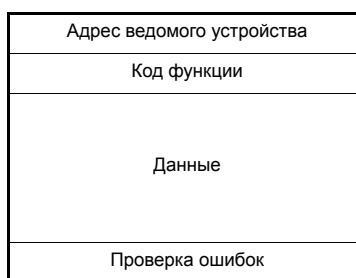 Адрес ведомого устройства
Код функции
Данные
Проверка ошибок